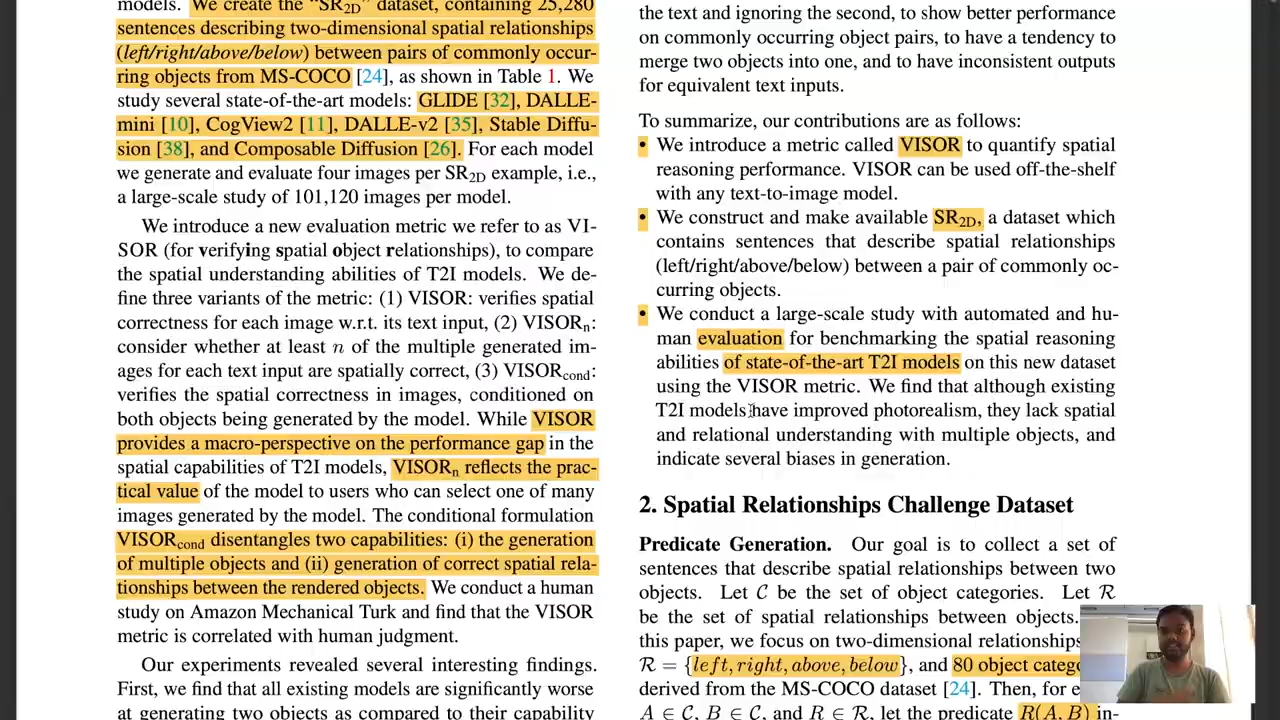 models. We create the “SR2D” dataset, containing 25,280
sentences describing two-dimensional spatial relationships
(left/right/above/below) between pairs of commonly occur-
ring objects from MS-COCO [24], as shown in Table 1. We
study several state-of-the-art models: GLIDE [32], DALLE-
mini [10], CogView2 [11], DALLE-v2 [35], Stable Diffu-
sion [38], and Composable Diffusion [26]. For each model
we generate and evaluate four images per SR2D example, i.e.,
a large-scale study of 101,120 images per model.
We introduce a new evaluation metric we refer to as VI-
SOR (for verifying spatial object relationships), to compare
the spatial understanding abilities of T2I models. We de-
fine three variants of the metric: (1) VISOR: verifies spatial
correctness for each image w.r.t. its text input, (2) VISORn:
consider whether at least n of the multiple generated im-
ages for each text input are spatially correct, (3) VISORcond:
verifies the spatial correctness in images, conditioned on
both objects being generated by the model. While VISOR
provides a macro-perspective on the performance gap in the
spatial capabilities of T2I models, VISORn reflects the prac-
tical value of the model to users who can select one of many
images generated by the model. The conditional formulation
VISORcond disentangles two capabilities: (i) the generation
of multiple objects and (ii) generation of correct spatial rela-
tionships between the rendered objects. We conduct a human
study on Amazon Mechanical Turk and find that the VISOR
metric is correlated with human judgment.
Our experiments revealed several interesting findings.
First, we find that all existing models are significantly worse
at generating two objects as compared to their capability
the text and ignoring the second, to show better performance
on commonly occurring object pairs, to have a tendency to
merge two objects into one, and to have inconsistent outputs
for equivalent text inputs.
To summarize, our contributions are as follows:
• We introduce a metric called VISOR to quantify spatial
reasoning performance. VISOR can be used off-the-shelf
with any text-to-image model.
• We construct and make available SR2D, a dataset which
contains sentences that describe spatial relationships
(left/right/above/below) between a pair of commonly oc-
curring objects.
• We conduct a large-scale study with automated and hu-
man evaluation for benchmarking the spatial reasoning
abilities of state-of-the-art T2I models on this new dataset
using the VISOR metric. We find that although existing
T2I models have improved photorealism, they lack spatial
and relational understanding with multiple objects, and
indicate several biases in generation.
2. Spatial Relationships Challenge Dataset
Predicate Generation. Our goal is to collect a set of
sentences that describe spatial relationships between two
objects. Let C be the set of object categories. Let R
be the set of spatial relationships between objects.
this paper, we focus on two-dimensional relationships
R = {left, right, above, below}, and 80 object categ
derived from the MS-COCO dataset [24]. Then, for e
A ∈ C, B ∈ C, and R ∈ R, let the predicate R(A, B) in-